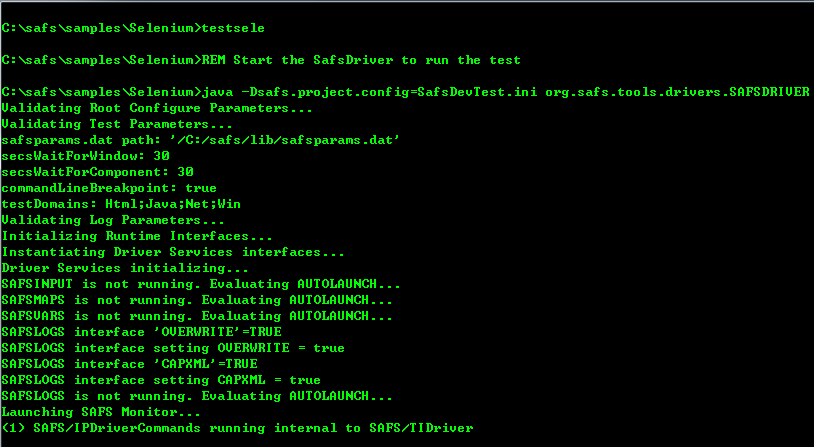 C:\safs\samples\Selenium>testsele
C:\safs\samples\Selenium>REM Start the SafsDriver to run the test
C:\safs\samples\Selenium>java -Dsafs.project.config=SafsDevTest.ini org.safs.tools.drivers.SAFSDRIVER
Validating Root Configure Parameters...
Validating Test Parameters...
safsparams.dat path: '/C:/safs/lib/safsparams.dat'
secsWaitForWindow: 30
secsWaitForComponent: 30
commandLineBreakpoint: true
testDomains: Html;Java;Net;Win
Validating Log Parameters...
Initializing Runtime Interfaces...
Instantiating Driver Services interfaces...
Driver Services initializing...
SAFSINPUT is not running. Evaluating AUTOLAUNCH...
SAFSMAPS is not running. Evaluating AUTOLAUNCH...
SAFSVARS is not running. Evaluating AUTOLAUNCH...
SAFSLOGS interface 'OVERWRITE'=TRUE
SAFSLOGS interface setting OVERWRITE = true
SAFSLOGS interface 'CAPXML'=TRUE
SAFSLOGS interface setting CAPXML = true
SAFSLOGS is not running. Evaluating AUTOLAUNCH...
Launching SAFS Monitor...
(1) SAFS/IPDriverCommands running internal to SAFS/TIDriver